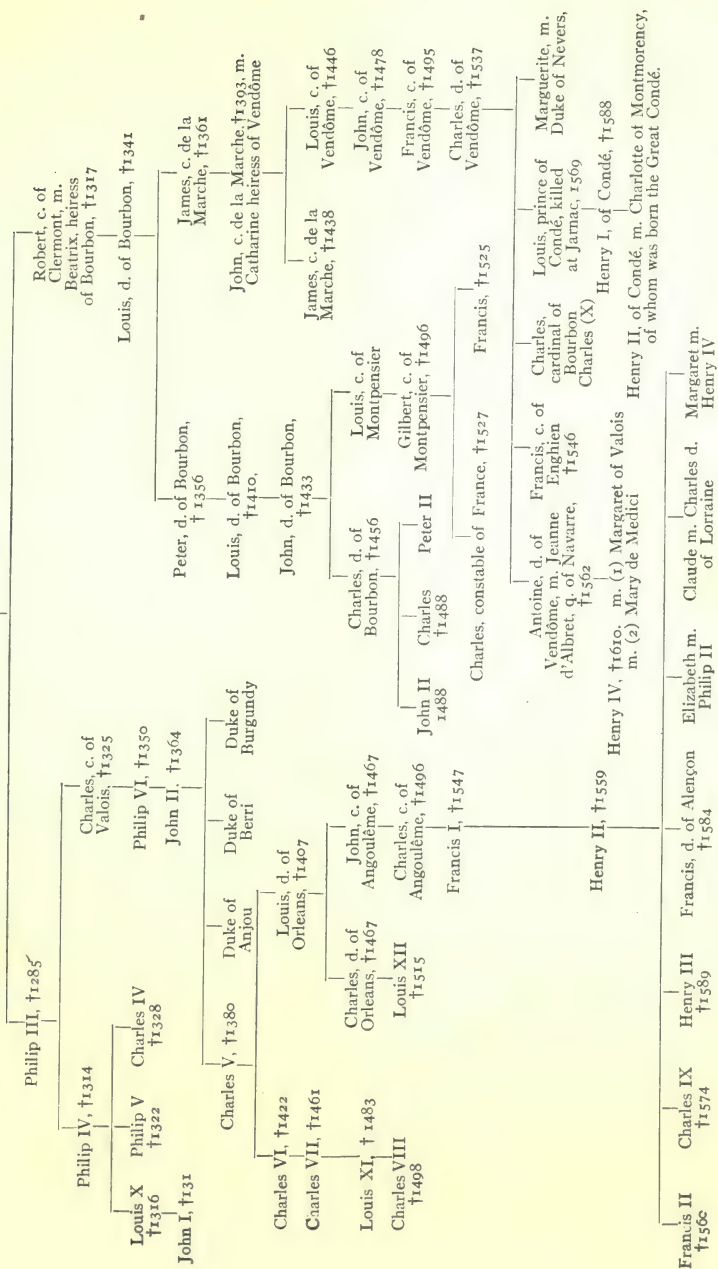 Philip III, †1285
Robert, c. of
Clermont, m.
Beatrix, heiress
of Bourbon, †1317
Louis, d. of Bourbon, †1341
Philip IV, †1314
Charles, c. of
Valois, †1325
Peter, d. of Bourbon,
†1356
James, c. de la
Marche, †1361
Louis X
†1316
Philip V
†1322
Charles IV
†1328
Philip VI, †1350
Louis, d. of Bourbon,
†1410,
John, c. de la Marche, †1393, m.
Catharine heiress of Vendôme
John I, †131
John II. †1364
John, d. of Bourbon,
†1433
James, c. de la
Marche, †1438
Louis, c. of
Vendôme, †1446
Charles V, †1380
Duke of
Anjou
Duke of
Berri
Duke of
Burgundy
Charles, d. of
Bourbon, †1456
Louis, c. of
Montpensier
John, c. of
Vendôme, †1478
Charles VI, †1422
Louis, d. of
Orleans, †1407
John II
1488
Charles
†1488
Peter II
Gilbert, c. of
Montpensier, †1496
Francis, c. of
Vendôme, †1495
Charles VII, †1461
Charles, d. of
Orleans, †1467
John, c. of
Angoulême, †1467
Charles, constable of France, †1527
Francis, †1525
Charles, d. of
Vendôme, †1537
Louis XI, † 1483
Louis XII
†1515
Charles, c. of
Angoulême, †1496
Charles VIII
†1498
Francis I, †1547
Antoine, d. of
Vendôme, m. Jeanne
d'Albret, q. of Navarre,
†1562
Francis, c. of
Enghien
†1546
Charles,
cardinal of
Bourbon
Charles (X)
Louis, prince of
Condé, killed
at Jarnac, 1569
Marguerite, m.
Duke of Nevers,
Henry II, †1559
Henry IV, †1610. m. (1) Margaret of Valois
m. (2) Mary de Medici
Henry I, of Condé, †1588
Henry II, of Condé, m. Charlotte of Montmorency,
of whom was born the Great Condé.
Francis II
†1560
Charles IX
†1574
Henry III
†1589
Francis, d. of Alençon
†1584
Elizabeth m.
Philip II
Claude m. Charles d.
of Lorraine
Margaret m.
Henry IV